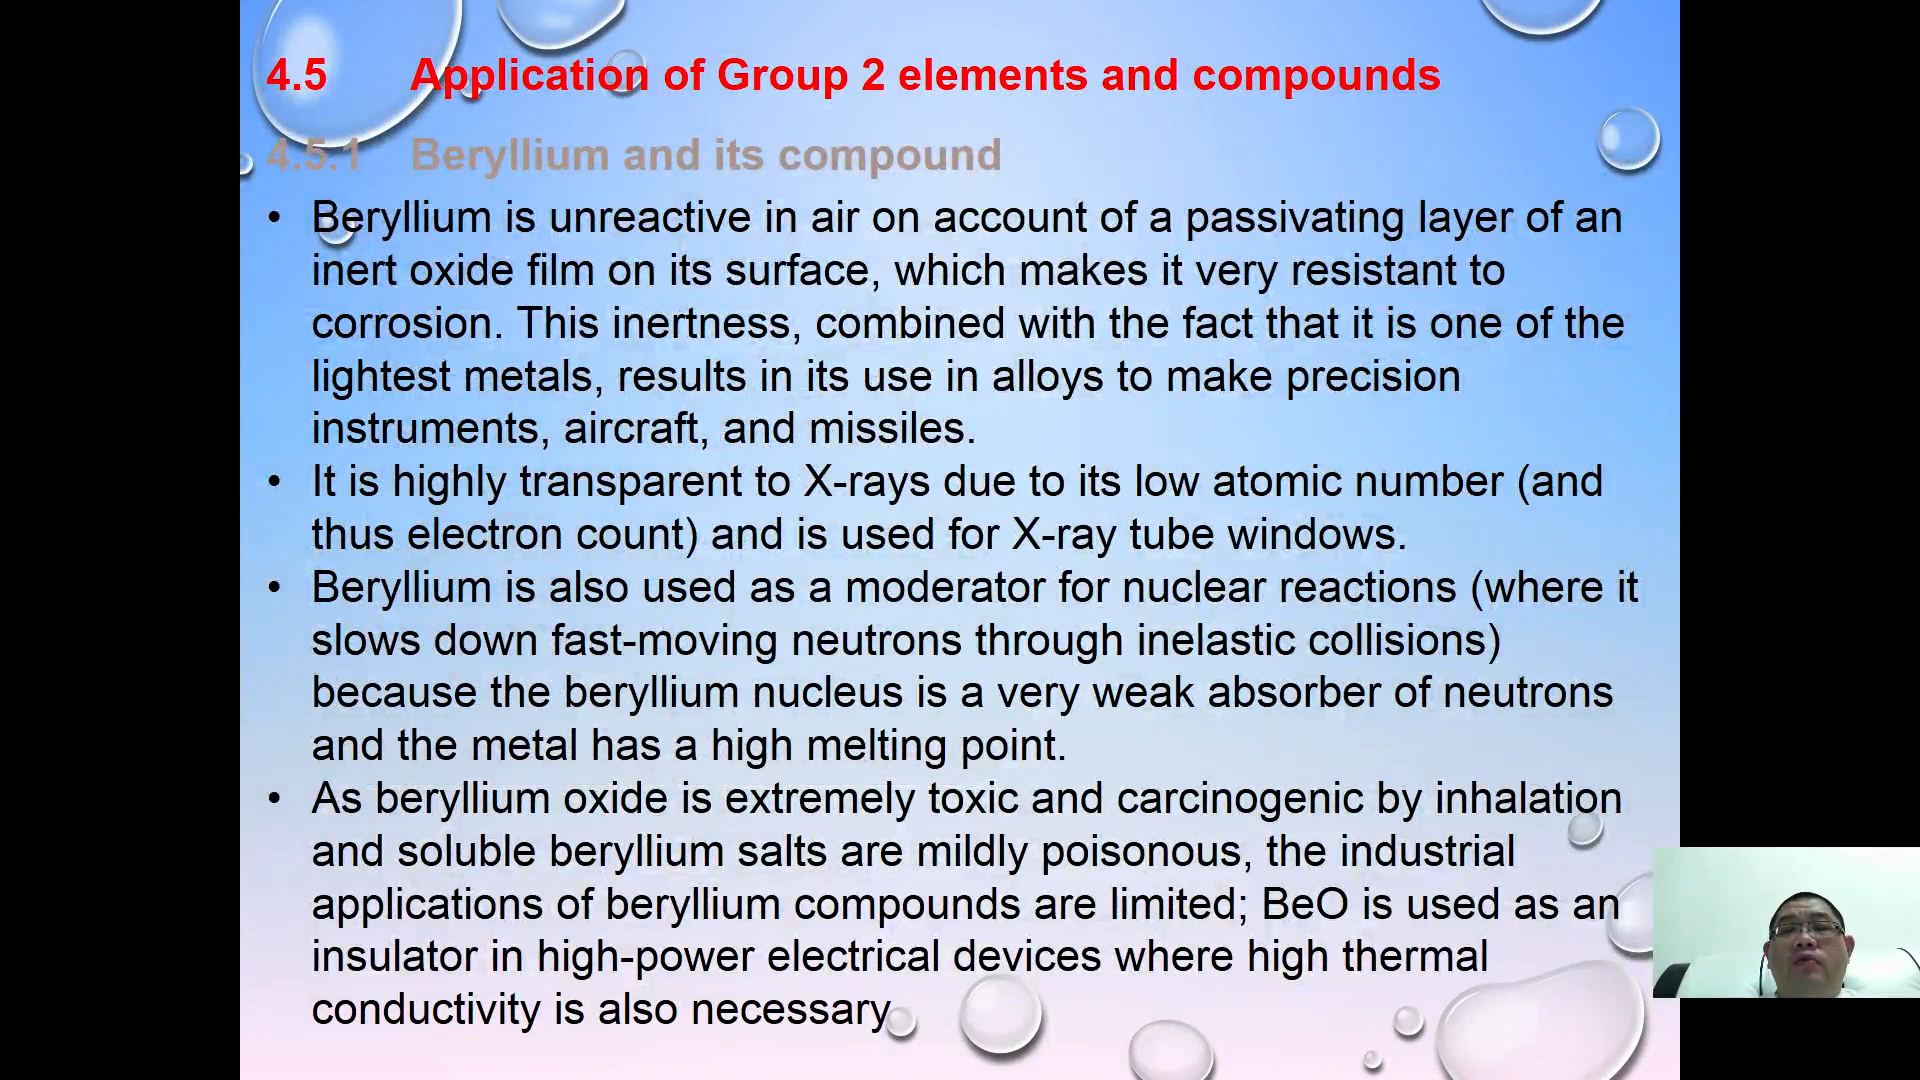 4.5 Application of Group 2 elements and compounds
4.5.1 Beryllium and its compound
• Beryllium is unreactive in air on account of a passivating layer of an
inert oxide film on its surface, which makes it very resistant to
corrosion. This inertness, combined with the fact that it is one of the
lightest metals, results in its use in alloys to make precision
instruments, aircraft, and missiles.
• It is highly transparent to X-rays due to its low atomic number (and
thus electron count) and is used for X-ray tube windows.
• Beryllium is also used as a moderator for nuclear reactions (where it
slows down fast-moving neutrons through inelastic collisions)
because the beryllium nucleus is a very weak absorber of neutrons
and the metal has a high melting point.
• As beryllium oxide is extremely toxic and carcinogenic by inhalation
and soluble beryllium salts are mildly poisonous, the industrial
applications of beryllium compounds are limited; BeO is used as an
insulator in high-power electrical devices where high thermal
conductivity is also necessary